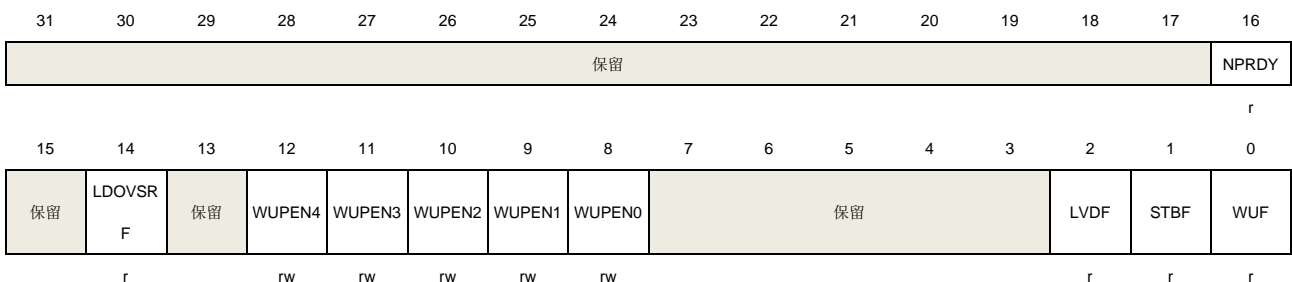 31 30 29 28 27 26 25 24 23 22 21 20 19 18 17 16
保留 NPRDY
r
15 14 13 12 11 10 9 8 7 6 5 4 3 2 1 0
保留 LDOVSR F 保留 WUPEN4 WUPEN3 WUPEN2 WUPEN1 WUPEN0 保留 LVDF STBF WUF
r rw rw rw rw rw r r r